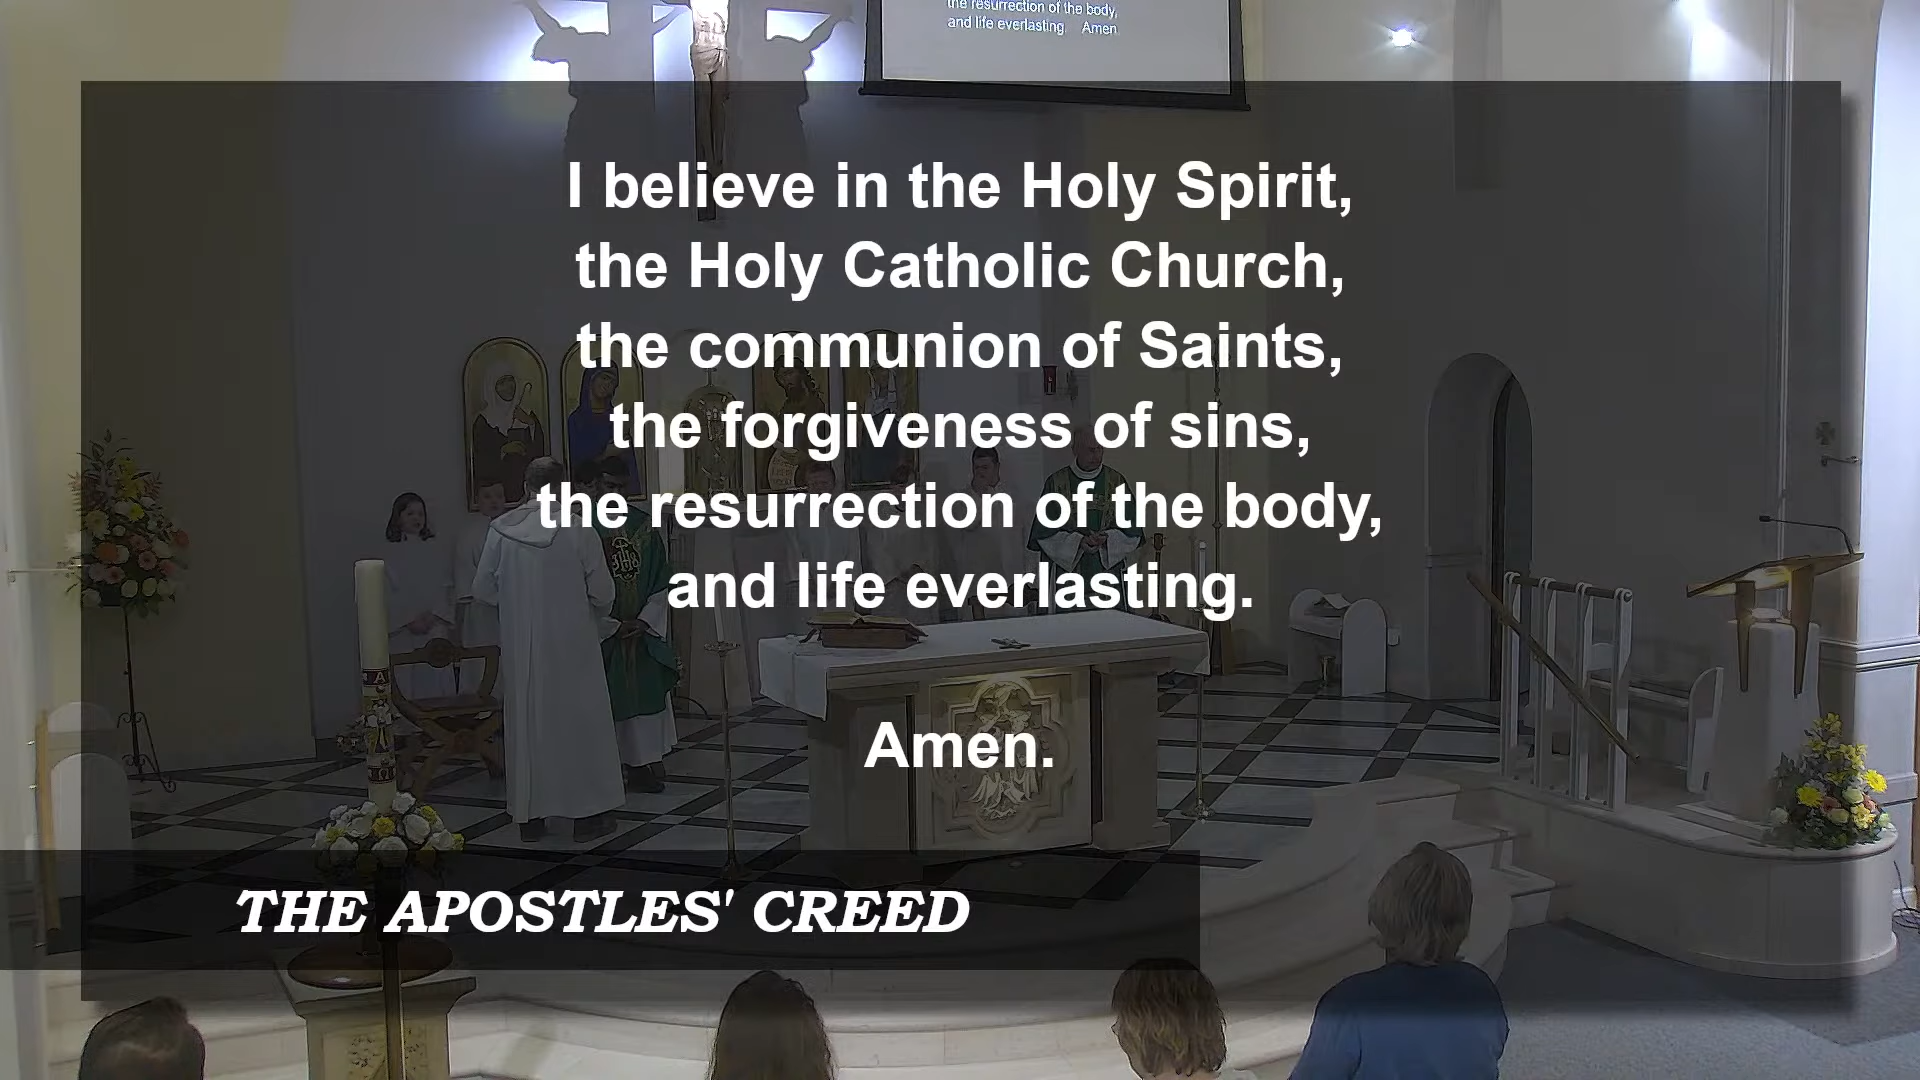 the resurrection of the body,
and life everlasting. Amen
I believe in the Holy Spirit,
the Holy Catholic Church,
the communion of Saints,
the forgiveness of sins,
the resurrection of the body,
and life everlasting.
Amen.
THE APOSTLES' CREED